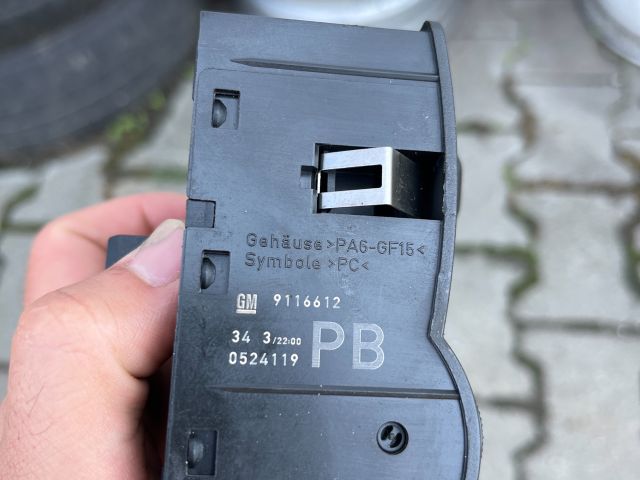 Gehäuse >PA6-GF15<
Symbole >PC<
GM 9116612
34 3/22:00
0524119
PB